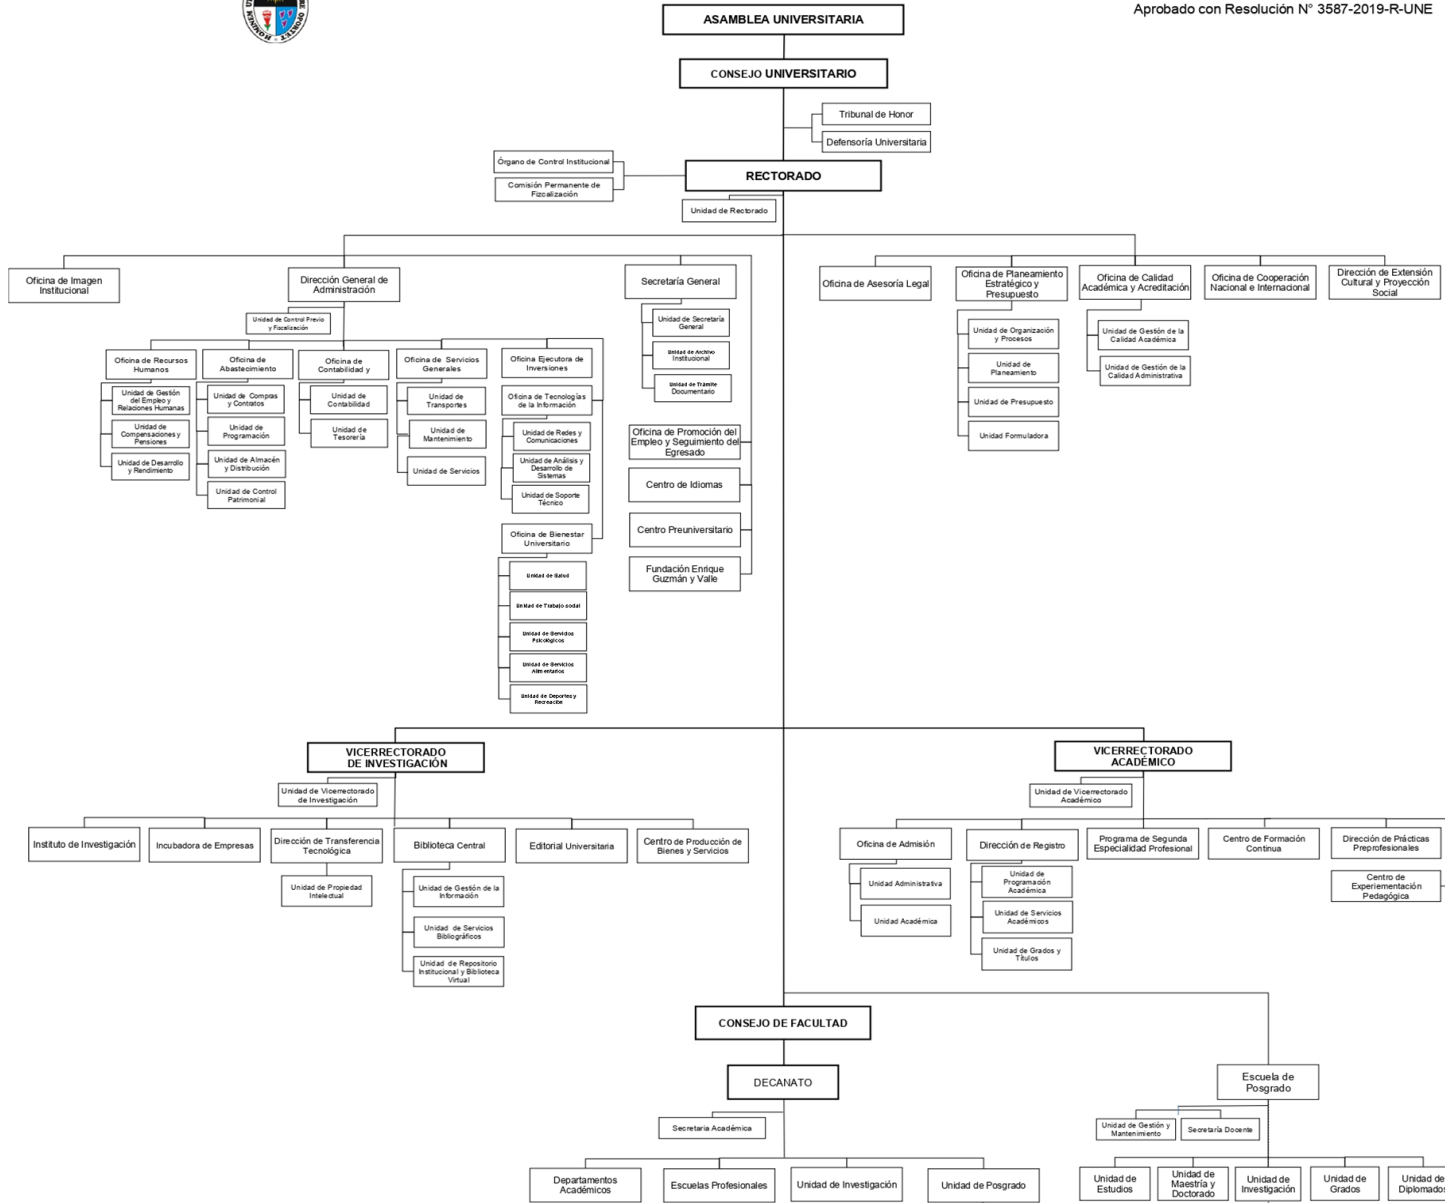 Aprobado con Resolución N° 3587-2019-R-UNE
ASAMBLEA UNIVERSITARIA
CONSEJO UNIVERSITARIO
Tribunal de Honor
Defensoría Universitaria
Órgano de Control Institucional
Comisión Permanente de
Fizcalización
RECTORADO
Unidad de Rectorado
Oficina de Imagen
Institucional
Dirección General de
Administración
Unidad de Control Previo
y Fiscalización
Secretaría General
Unidad de Secretaría
General
Unidad de Archivo
Institucional
Unidad de Trámite
Documentario
Oficina de Asesoría Legal
Oficina de Planeamiento
Estratégico y
Presupuesto
Oficina de Calidad
Académica y Acreditación
Oficina de Cooperación
Nacional e Internacional
Dirección de Extensión
Cultural y Proyección
Social
Unidad de Organización
y Procesos
Unidad de
Planeamiento
Unidad de Presupuesto
Unidad Formuladora
Unidad de Gestión de la
Calidad Académica
Unidad de Gestión de la
Calidad Administrativa
Oficina de Recursos
Humanos
Unidad de Gestión
del Empleo y
Relaciones Humanas
Unidad de
Compensaciones y
Pensiones
Unidad de Desarrollo
y Rendimiento
Oficina de
Abastecimiento
Unidad de Compras
y Contratos
Unidad de
Programación
Unidad de Almacén
y Distribución
Unidad de Control
Patrimonial
Oficina de
Contabilidad y
Unidad de
Contabilidad
Unidad de
Tesorería
Oficina de Servicios
Generales
Unidad de
Transportes
Unidad de
Mantenimiento
Unidad de Servicios
Oficina Ejecutora de
Inversiones
Oficina de Tecnologías
de la Información
Unidad de Redes y
Comunicaciones
Unidad de Análisis y
Desarrollo de
Sistemas
Unidad de Soporte
Técnico
Oficina de Bienestar
Universitario
Unidad de Salud
Unidad de Trabajo social
Unidad de Servicios
Psicológicos
Unidad de Servicios
Alimentarios
Unidad de Deportes y
Recreación
Oficina de Promoción del
Empleo y Seguimiento del
Egresado
Centro de Idiomas
Centro Preuniversitario
Fundación Enrique
Guzmán y Valle
VICERRECTORADO
DE INVESTIGACIÓN
Unidad de Vicerrectorado
de Investigación
Instituto de Investigación
Incubadora de Empresas
Dirección de Transferencia
Tecnológica
Unidad de Propiedad
Intelectual
Biblioteca Central
Unidad de Gestión de la
Información
Unidad de Servicios
Bibliográficos
Unidad de Repositorio
Institucional y Biblioteca
Virtual
Editorial Universitaria
Centro de Producción de
Bienes y Servicios
VICERRECTORADO
ACADÉMICO
Unidad de Vicerrectorado
Académico
Oficina de Admisión
Unidad Administrativa
Unidad Académica
Dirección de Registro
Unidad de
Programación
Académica
Unidad de Servicios
Académicos
Unidad de Grados y
Títulos
Programa de Segunda
Especialidad Profesional
Centro de Formación
Continua
Dirección de Prácticas
Preprofesionales
Centro de
Experiementación
Pedagógica
CONSEJO DE FACULTAD
DECANATO
Secretaria Académica
Departamentos
Académicos
Escuelas Profesionales
Unidad de Investigación
Unidad de Posgrado
Escuela de
Posgrado
Unidad de Gestión y
Mantenimiento
Secretaría Docente
Unidad de
Estudios
Unidad de
Maestría y
Doctorado
Unidad de
Investigación
Unidad de
Grados
Unidad de
Diplomados